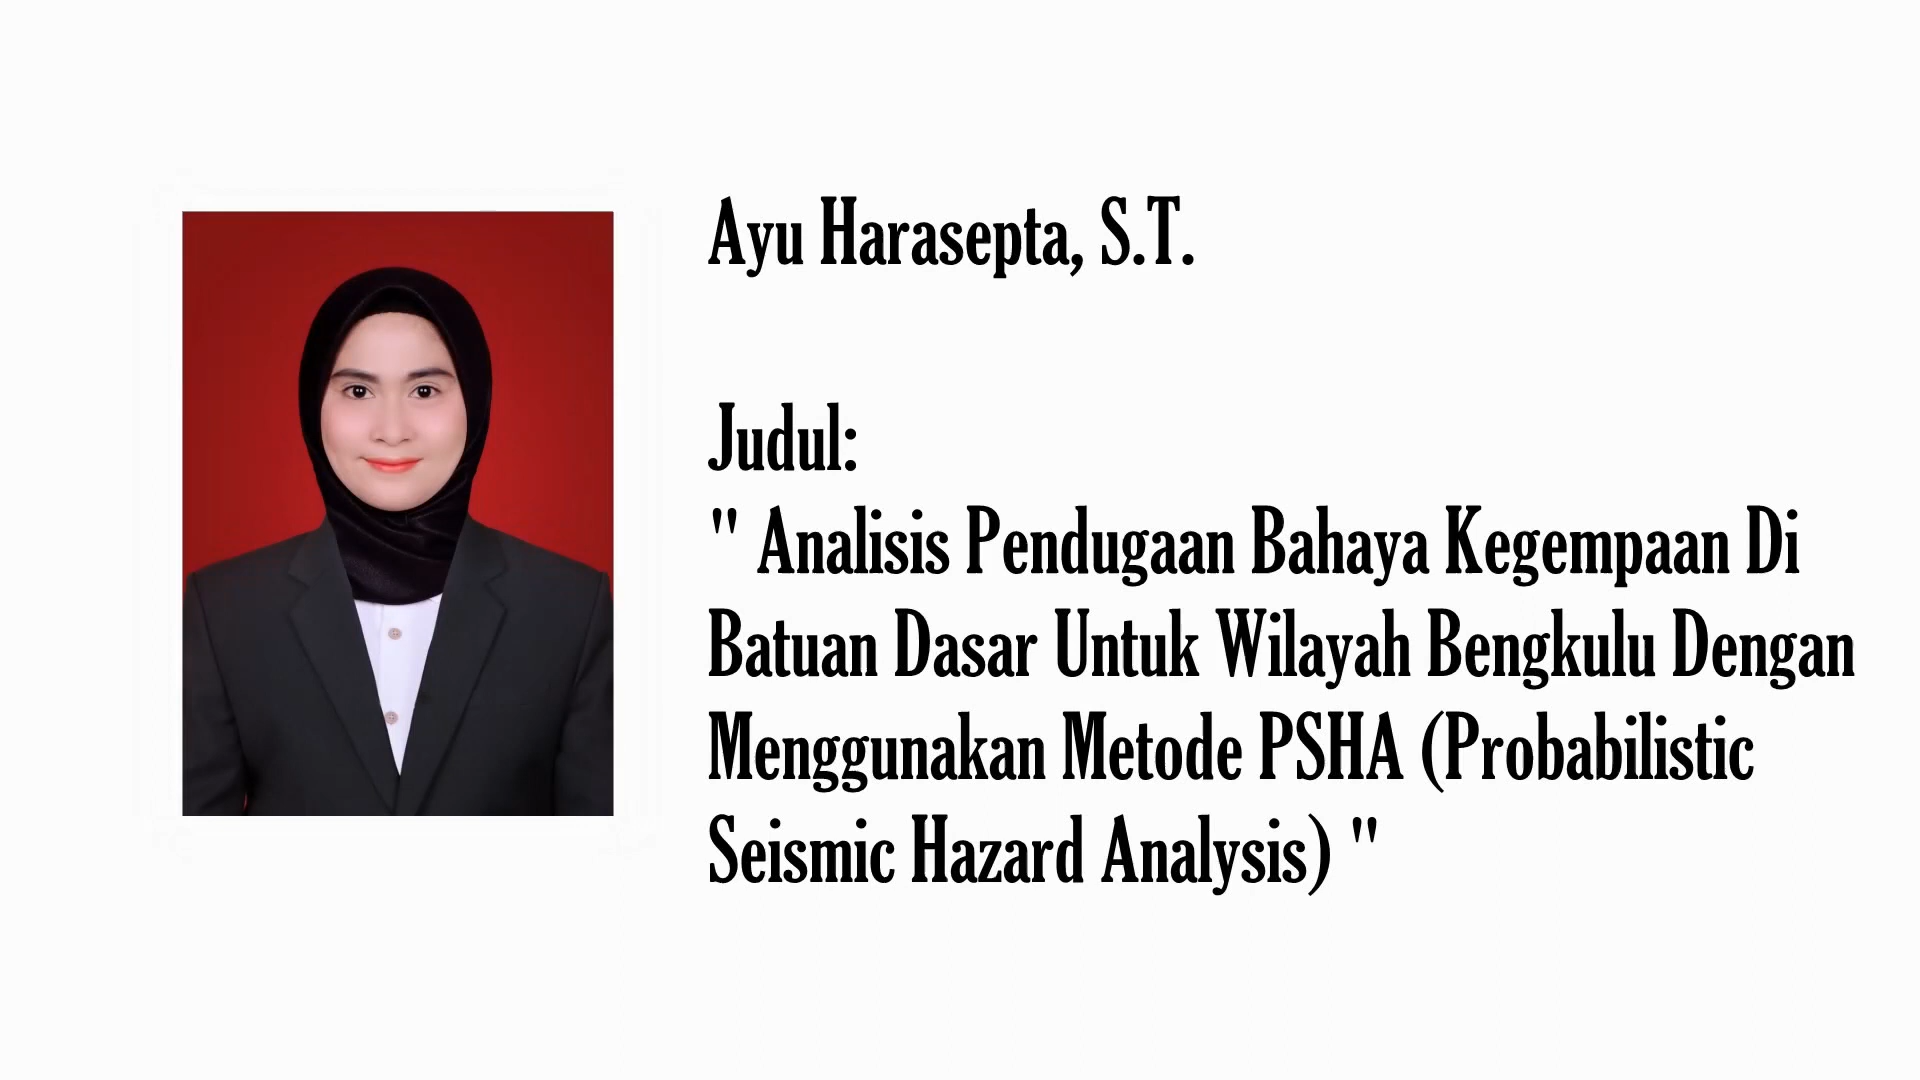 Ayu Harasepta, S.T.
Judul:
" Analisis Pendugaan Bahaya Kegempaan Di
Batuan Dasar Untuk Wilayah Bengkulu Dengan
Menggunakan Metode PSHA (Probabilistic
Seismic Hazard Analysis) "